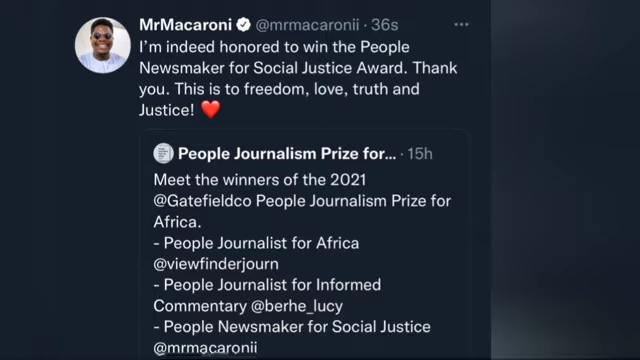 MrMacaroni @mrmacaronii · 36s
I'm indeed honored to win the People
Newsmaker for Social Justice Award. Thank
you. This is to freedom, love, truth and
Justice! ❤️
People Journalism Prize for... · 15h
Meet the winners of the 2021
@Gatefieldco People Journalism Prize for
Africa.
- People Journalist for Africa
@viewfinderjourn
- People Journalist for Informed
Commentary @berhe_lucy
- People Newsmaker for Social Justice
@mrmacaronii